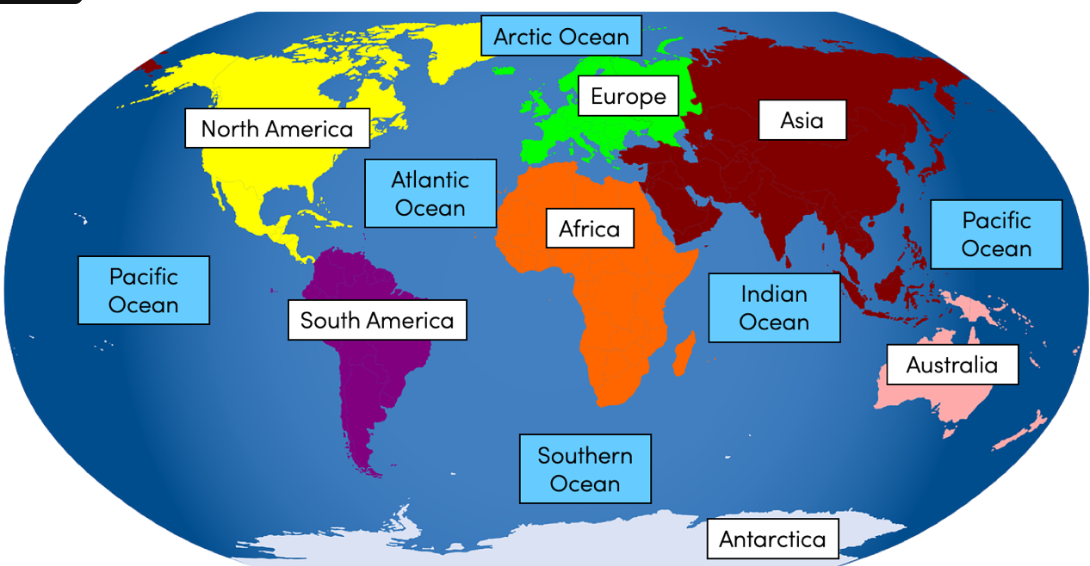 Arctic Ocean
Europe
North America
Asia
Atlantic
Ocean
Africa
Pacific
Ocean
Pacific
Ocean
Indian
Ocean
South America
Australia
Southern
Ocean
Antarctica